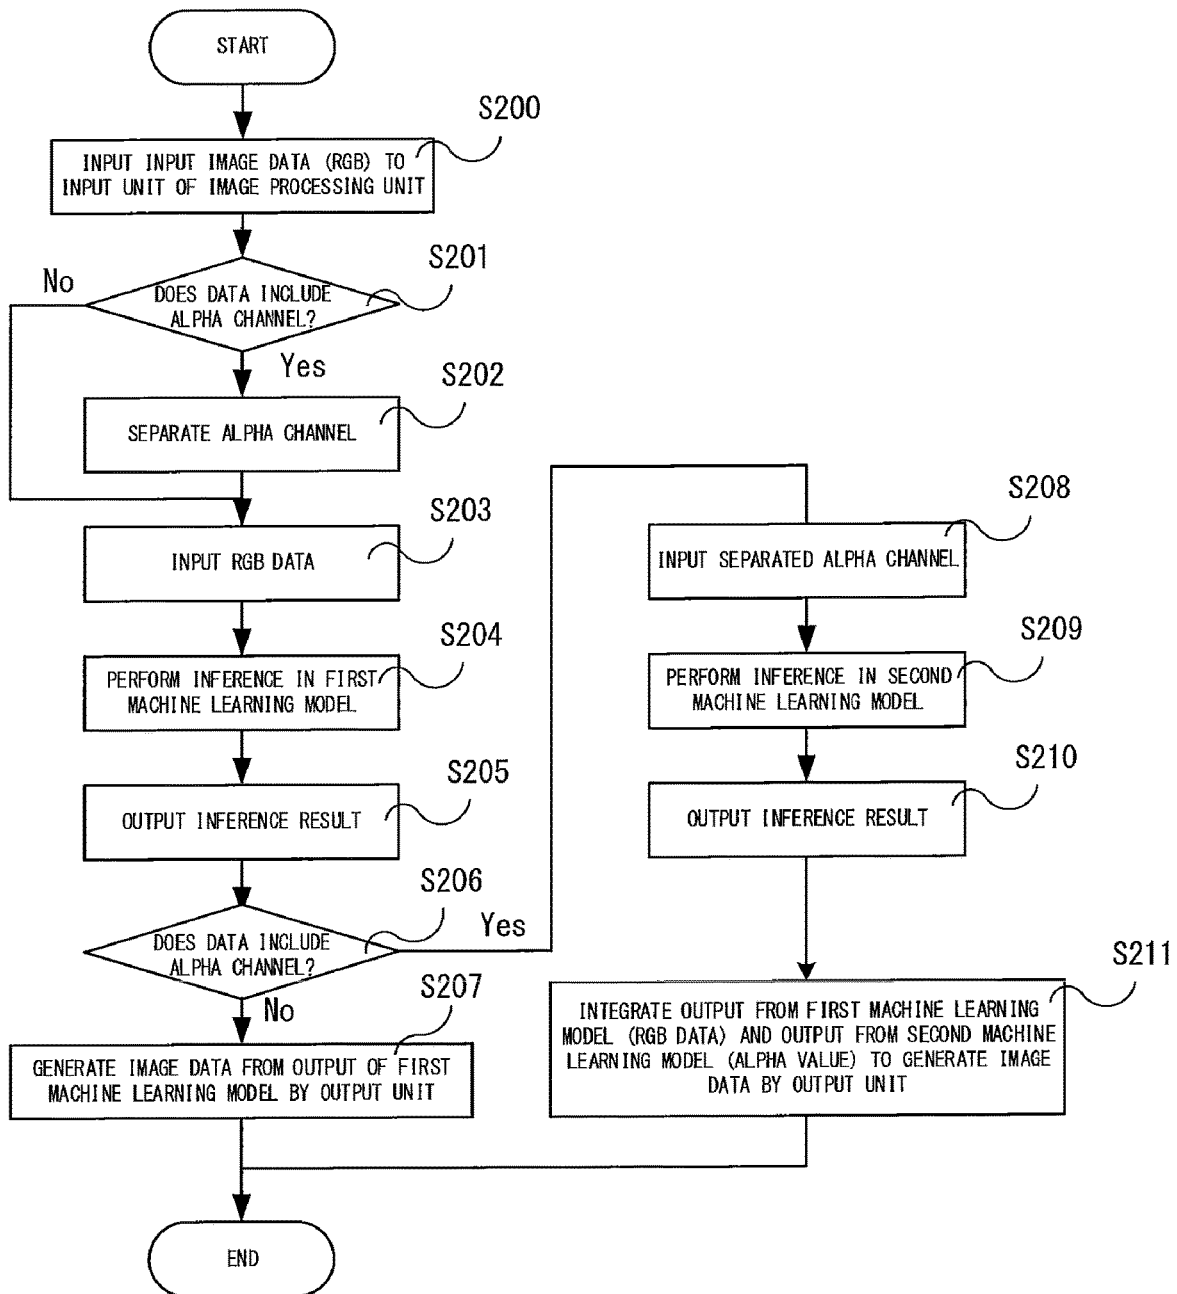 START
S200
INPUT INPUT IMAGE DATA (RGB) TO
INPUT UNIT OF IMAGE PROCESSING UNIT
S201
No
DOES DATA INCLUDE
ALPHA CHANNEL?
Yes
S202
SEPARATE ALPHA CHANNEL
S203
INPUT RGB DATA
S204
PERFORM INFERENCE IN FIRST
MACHINE LEARNING MODEL
S205
OUTPUT INFERENCE RESULT
S206
Yes
DOES DATA INCLUDE
ALPHA CHANNEL?
No
S207
GENERATE IMAGE DATA FROM OUTPUT OF FIRST
MACHINE LEARNING MODEL BY OUTPUT UNIT
S208
INPUT SEPARATED ALPHA CHANNEL
S209
PERFORM INFERENCE IN SECOND
MACHINE LEARNING MODEL
S210
OUTPUT INFERENCE RESULT
S211
INTEGRATE OUTPUT FROM FIRST MACHINE LEARNING
MODEL (RGB DATA) AND OUTPUT FROM SECOND MACHINE
LEARNING MODEL (ALPHA VALUE) TO GENERATE IMAGE
DATA BY OUTPUT UNIT
END